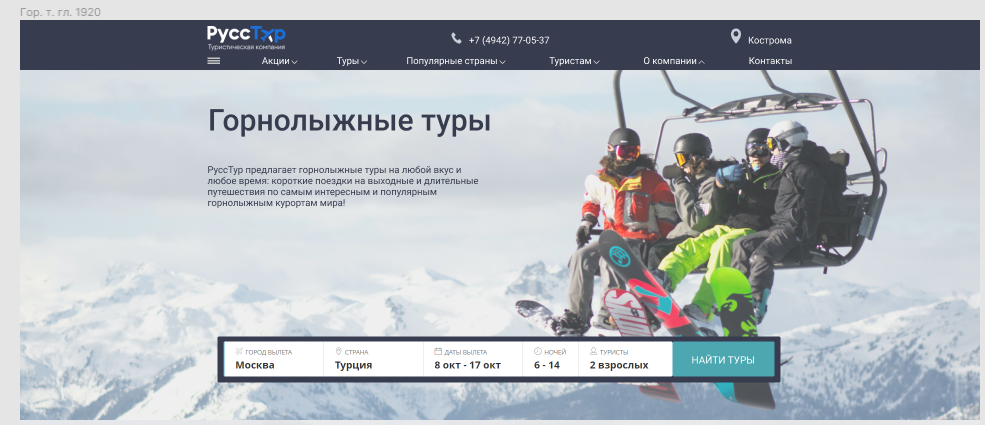 Гор. т. гл. 1920
РуссТур
Туристическая компания
+7 (4942) 77-05-37
Кострома
Акции
Туры
Популярные страны
Туристам
О компании
Контакты
Горнолыжные туры
РуссТур предлагает горнолыжные туры на любой вкус и
любое время: короткие поездки на выходные и длительные
путешествия по самым интересным и популярным
горнолыжным курортам мира!
ГОРОД ВЫЛЕТА
Москва
СТРАНА
Турция
ДАТЫ ВЫЛЕТА
8 окт - 17 окт
НОЧЕЙ
6 - 14
ТУРИСТЫ
2 взрослых
НАЙТИ ТУРЫ